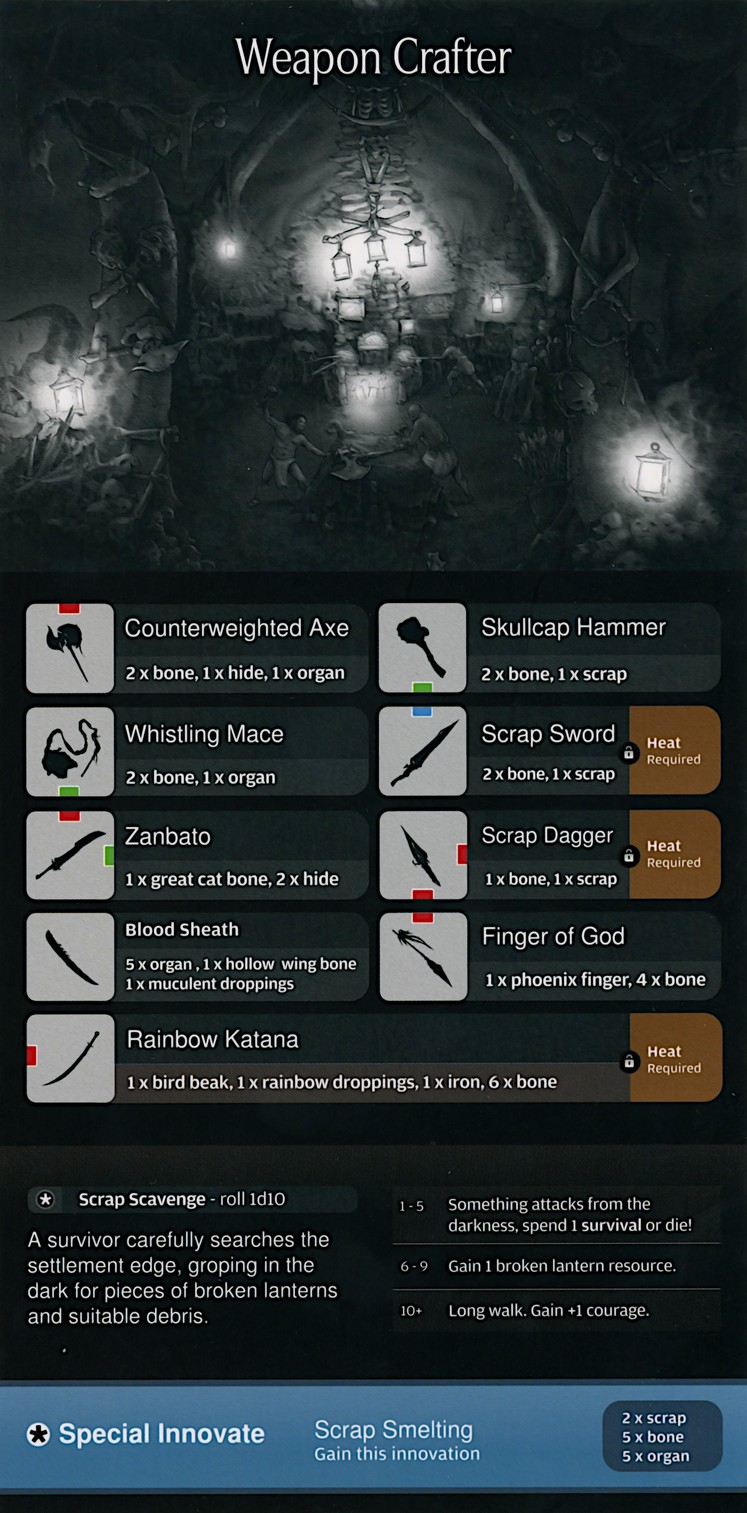 Weapon Crafter
Counterweighted Axe
2 x bone, 1 x hide, 1 x organ
Skullcap Hammer
2 x bone, 1 x scrap
Whistling Mace
2 x bone, 1 x organ
Scrap Sword
2 x bone, 1 x scrap
Heat
Required
Zanbato
1 x great cat bone, 2 x hide
Scrap Dagger
1 x bone, 1 x scrap
Heat
Required
Blood Sheath
5 x organ , 1 x hollow wing bone
1 x muculent droppings
Finger of God
1 x phoenix finger, 4 x bone
Rainbow Katana
1 x bird beak, 1 x rainbow droppings, 1 x iron, 6 x bone
Heat
Required
Scrap Scavenge - roll 1d10
A survivor carefully searches the
settlement edge, groping in the
dark for pieces of broken lanterns
and suitable debris.
1 - 5 Something attacks from the
darkness, spend 1 survival or die!
6 - 9 Gain 1 broken lantern resource.
10+ Long walk. Gain +1 courage.
Special Innovate
Scrap Smelting
Gain this innovation
2 x scrap
5 x bone
5 x organ